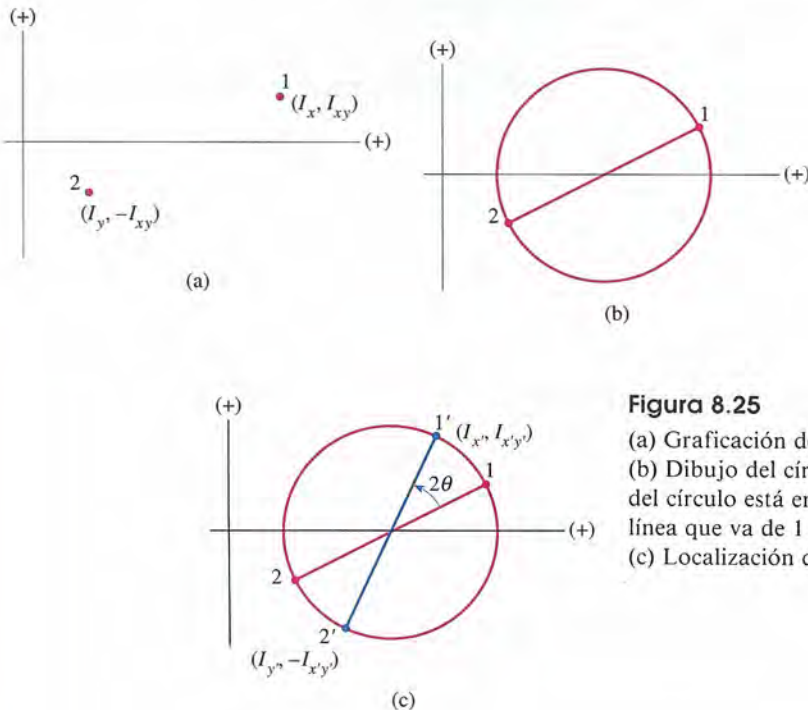 (+)
1
(I_x, I_xy)
(+)
2
(I_y, −I_xy)
(a)
(+)
1
(+)
2
(b)
(+)
1′ (I_x′, I_x′y′)
1
2θ
(+)
2
2′
(I_y′, −I_x′y′)
(c)
Figura 8.25
(a) Graficación d
(b) Dibujo del cír
del círculo está en
línea que va de 1
(c) Localización d